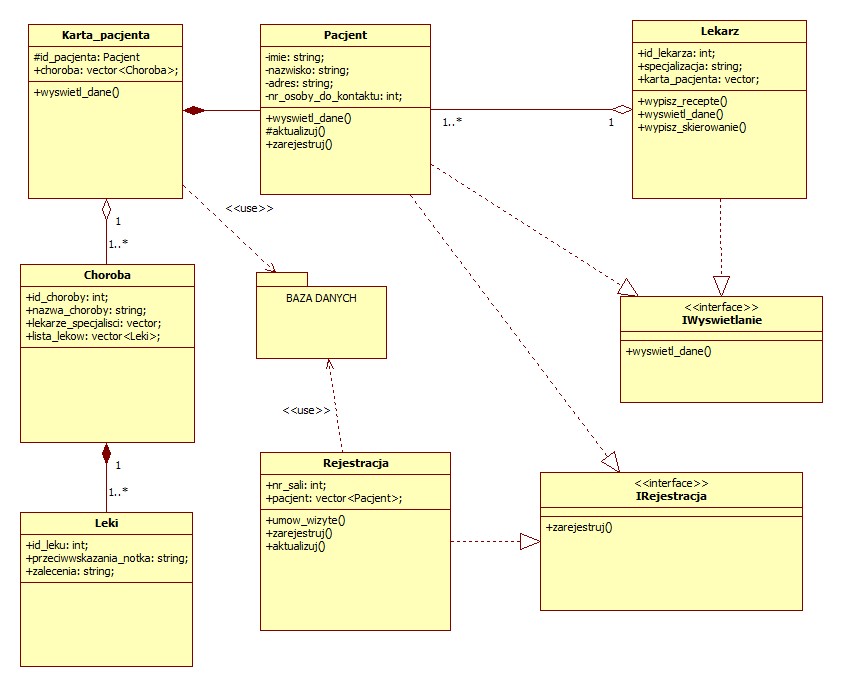 Karta_pacjenta
#id_pacjenta: Pacjent
+choroba: vector<Choroba>;
+wyswietl_dane()
Pacjent
-imie: string;
-nazwisko: string;
-adres: string;
-nr_osoby_do_kontaktu: int;
+wyswietl_dane()
#aktualizuj()
+zarejestruj()
Lekarz
+id_lekarza: int;
+specjalizacja: string;
+karta_pacjenta: vector;
+wypisz_recepte()
+wyswietl_dane()
+wypisz_skierowanie()
1..*
1
<<use>>
1
1..*
Choroba
+id_choroby: int;
+nazwa_choroby: string;
+lekarze_specjalisci: vector;
+lista_lekow: vector<Leki>;
BAZA DANYCH
<<interface>>
IWyswietlanie
+wyswietl_dane()
<<use>>
1
1..*
Leki
+id_leku: int;
+przeciwwskazania_notka: string;
+zalecenia: string;
Rejestracja
+nr_sali: int;
+pacjent: vector<Pacjent>;
+umow_wizyte()
+zarejestruj()
+aktualizuj()
<<interface>>
IRejestracja
+zarejestruj()